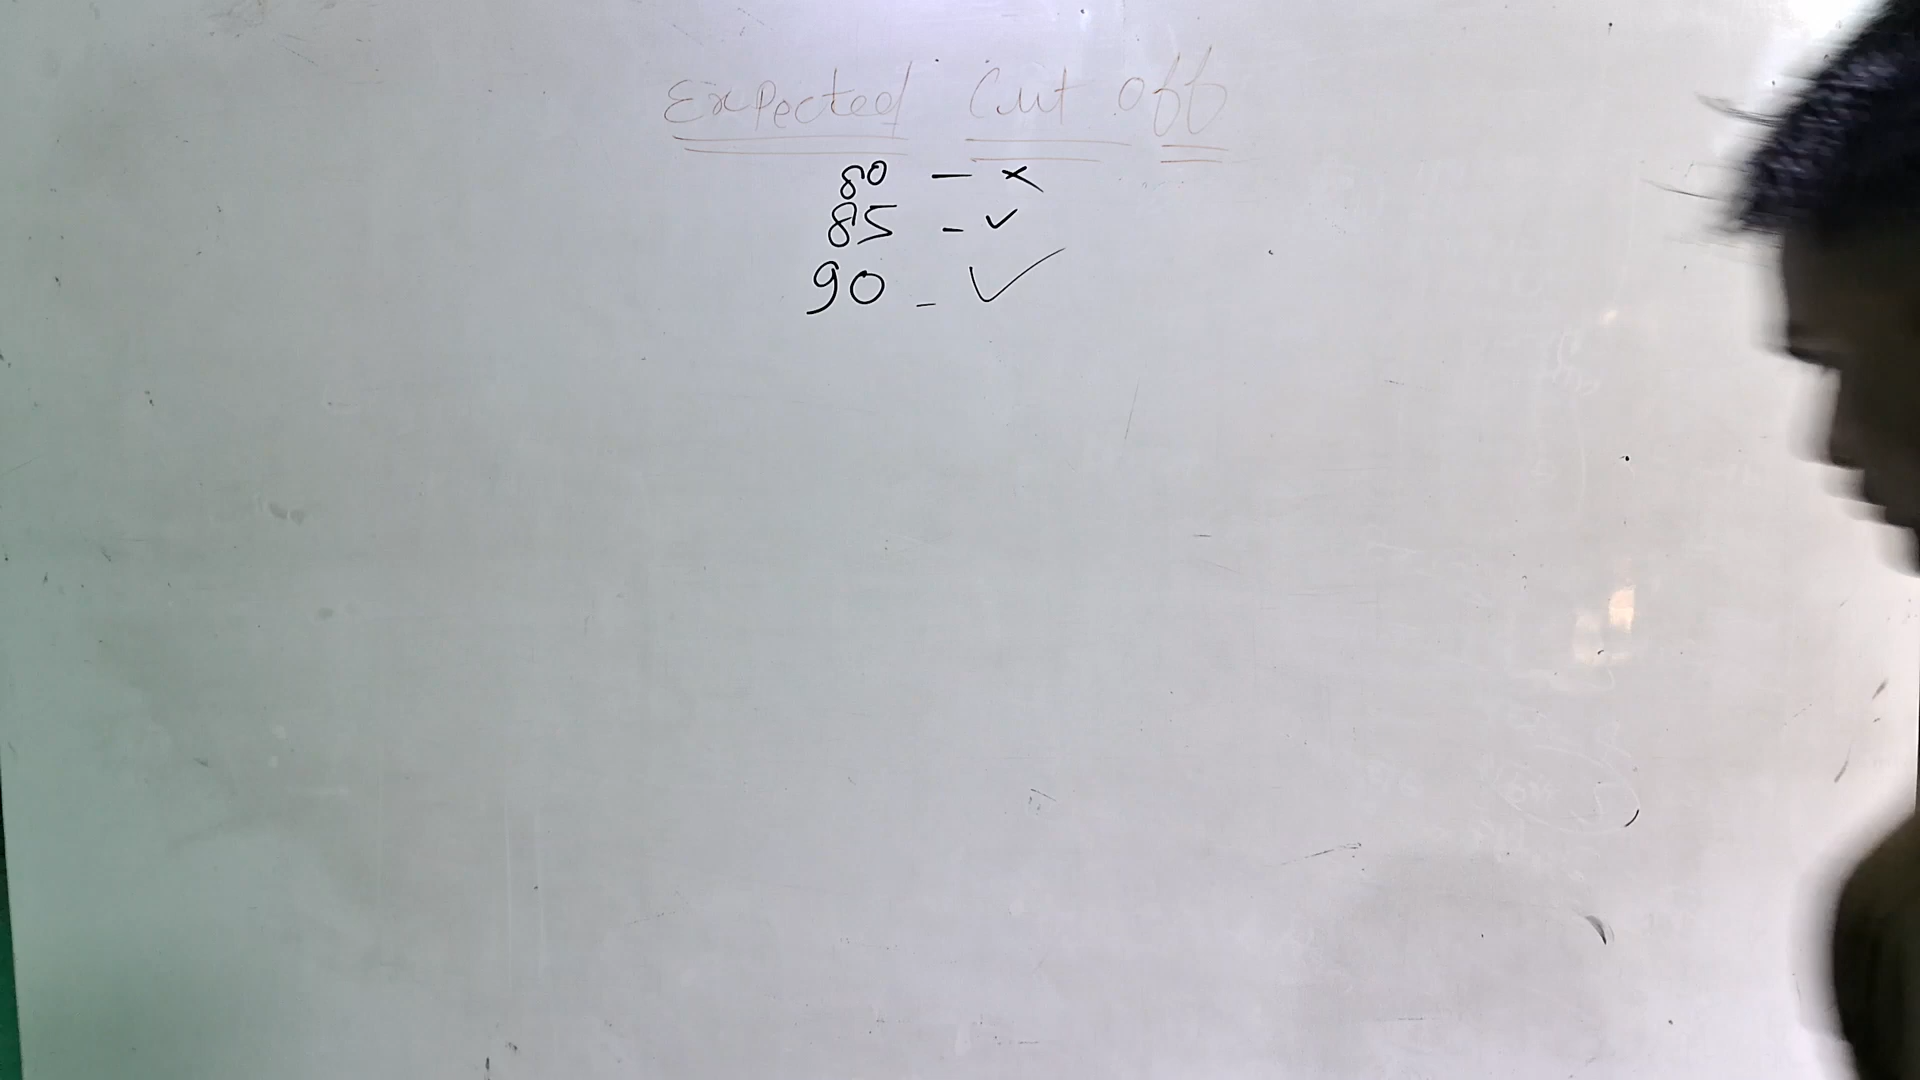 Expected Cut off
80 - ×
85 - ✓
90 - ✓